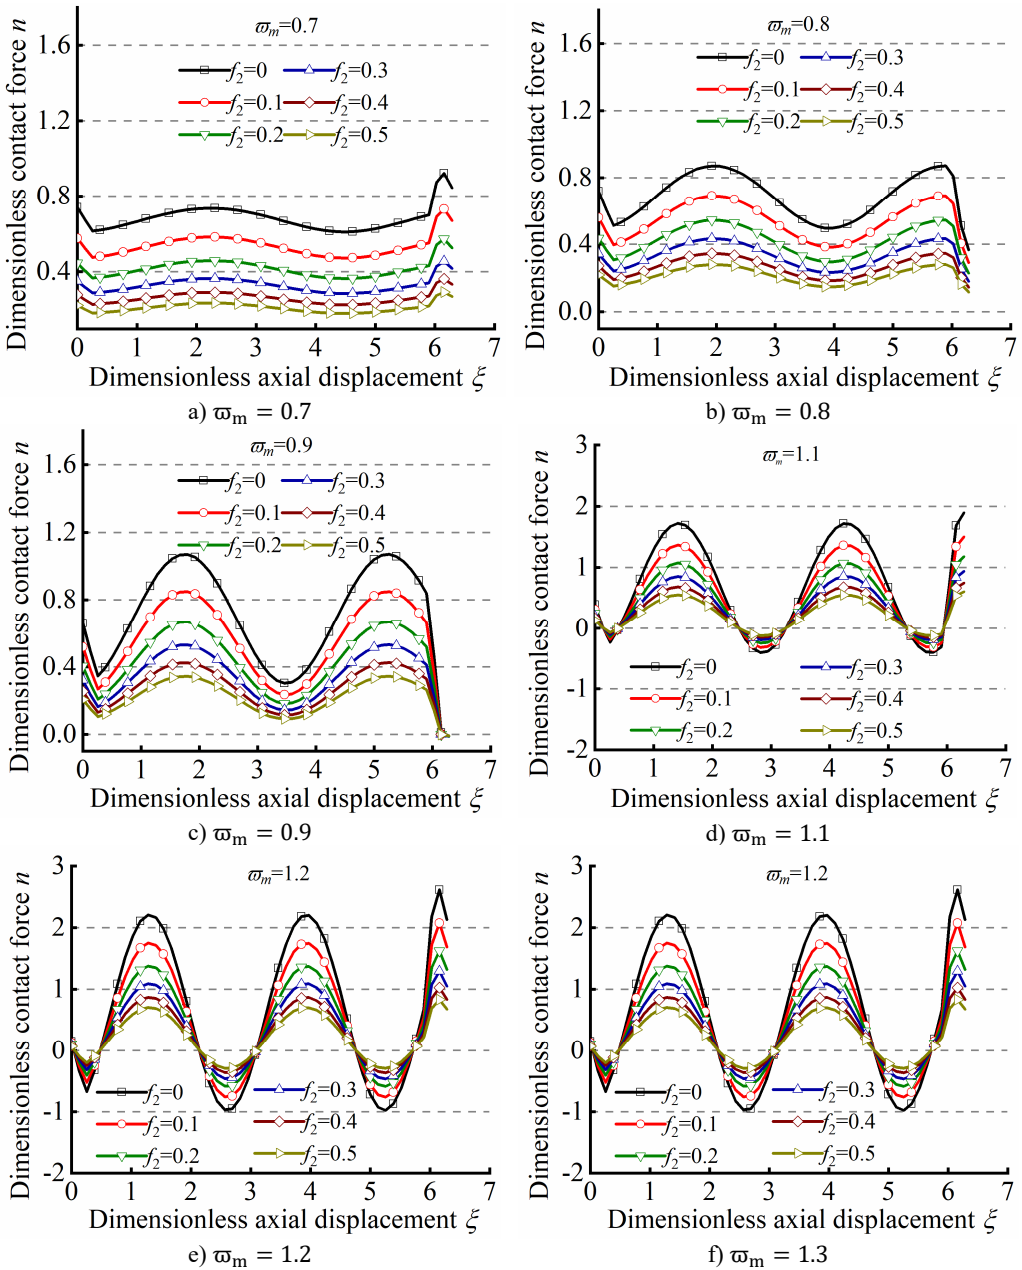 ϖm=0.7
Dimensionless contact force n
1.6
1.2
0.8
0.4
f2=0
f2=0.3
f2=0.1
f2=0.4
f2=0.2
f2=0.5
0 1 2 3 4 5 6 7
Dimensionless axial displacement ξ
a) ϖm = 0.7
ϖm=0.8
Dimensionless contact force n
1.6
1.2
0.8
0.4
0.0
f2=0
f2=0.3
f2=0.1
f2=0.4
f2=0.2
f2=0.5
0 1 2 3 4 5 6 7
Dimensionless axial displacement ξ
b) ϖm = 0.8
ϖm=0.9
Dimensionless contact force n
1.6
1.2
0.8
0.4
0.0
f2=0
f2=0.3
f2=0.1
f2=0.4
f2=0.2
f2=0.5
0 1 2 3 4 5 6 7
Dimensionless axial displacement ξ
c) ϖm = 0.9
ϖm=1.1
Dimensionless contact force n
3
2
1
0
-1
-2
f2=0
f2=0.3
f2=0.1
f2=0.4
f2=0.2
f2=0.5
0 1 2 3 4 5 6 7
Dimensionless axial displacement ξ
d) ϖm = 1.1
ϖm=1.2
Dimensionless contact force n
3
2
1
0
-1
-2
f2=0
f2=0.3
f2=0.1
f2=0.4
f2=0.2
f2=0.5
0 1 2 3 4 5 6 7
Dimensionless axial displacement ξ
e) ϖm = 1.2
ϖm=1.2
Dimensionless contact force n
3
2
1
0
-1
-2
f2=0
f2=0.3
f2=0.1
f2=0.4
f2=0.2
f2=0.5
0 1 2 3 4 5 6 7
Dimensionless axial displacement ξ
f) ϖm = 1.3